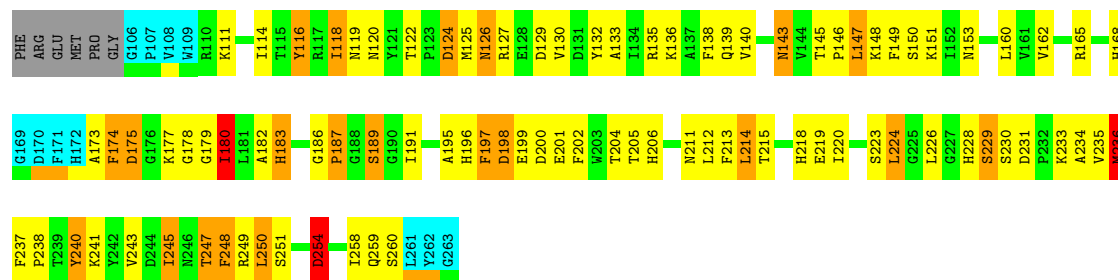 PHE ARG GLU MET PRO GLY G106 P107 V108 W109 R110 K111 I114 T115 Y116 R117 I118 N119 N120 Y121 T122 P123 D124 M125 N126 R127 E128 D129 V130 D131 Y132 A133 I134 R135 K136 A137 F138 Q139 V140 N143 V144 T145 P146 L147 K148 F149 S150 K151 I152 N153 L160 V161 V162 R165 H168
G169 D170 F171 H172 A173 F174 D175 G176 K177 G178 G179 I180 L181 A182 H183 G186 P187 G188 S189 G190 I191 A195 H196 F197 D198 E199 D200 E201 F202 W203 T204 T205 H206 N211 L212 F213 L214 T215 H218 E219 I220 S223 L224 G225 L226 G227 H228 S229 S230 D231 P232 K233 A234 V235 M236
F237 P238 T239 Y240 K241 Y242 V243 D244 I245 N246 T247 F248 R249 L250 S251 D254 I258 Q259 S260 L261 Y262 G263